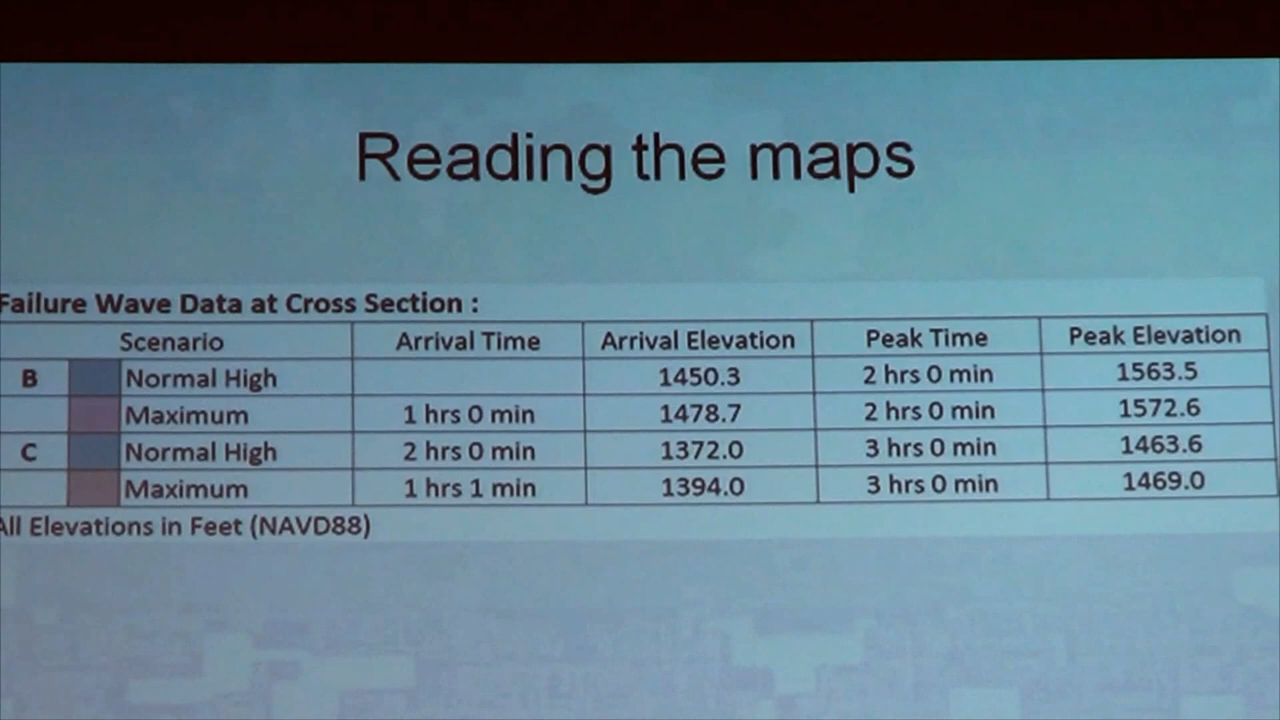 Reading the maps
Failure Wave Data at Cross Section :
Scenario Arrival Time Arrival Elevation Peak Time Peak Elevation
B Normal High 1450.3 2 hrs 0 min 1563.5
Maximum 1 hrs 0 min 1478.7 2 hrs 0 min 1572.6
C Normal High 2 hrs 0 min 1372.0 3 hrs 0 min 1463.6
Maximum 1 hrs 1 min 1394.0 3 hrs 0 min 1469.0
All Elevations in Feet (NAVD88)